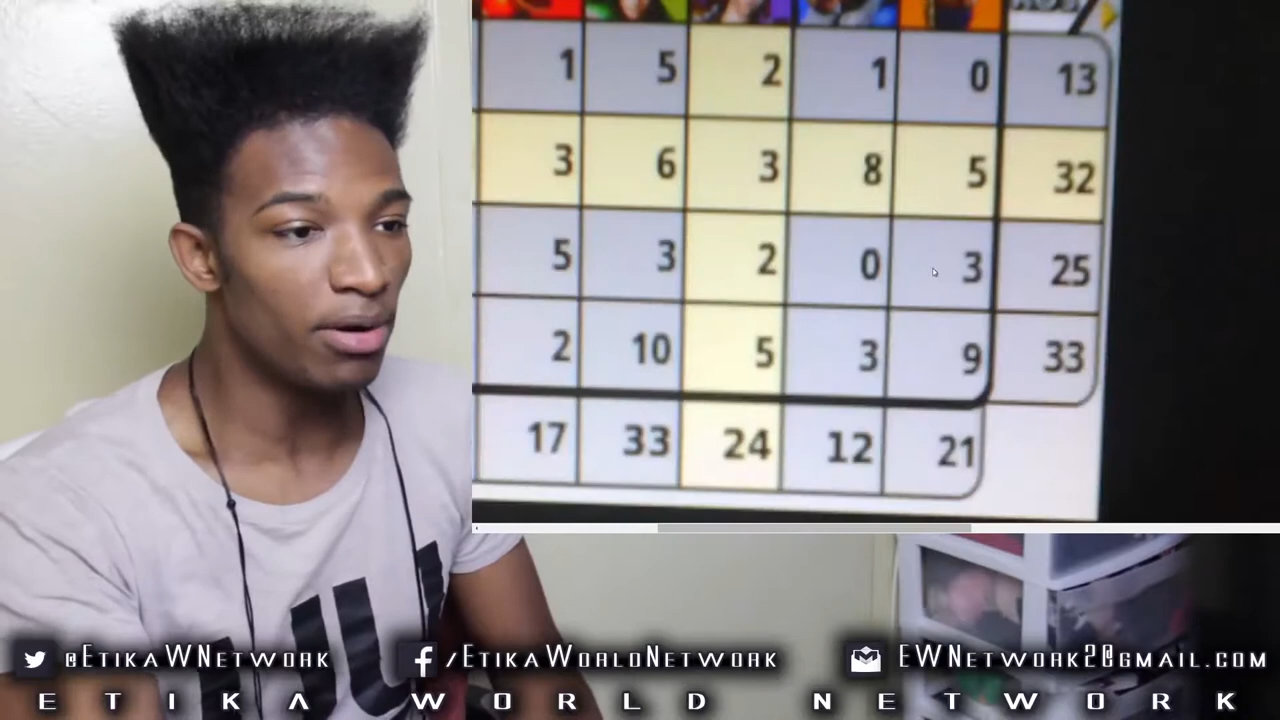 1 5 2 1 0 13
3 6 3 8 5 32
5 3 2 0 3 25
2 10 5 3 9 33
17 33 24 12 21
@EtikaWNetwork /EtikaWorldNetwork EWNetwork2@gmail.com
ETIKA WORLD NETWORK